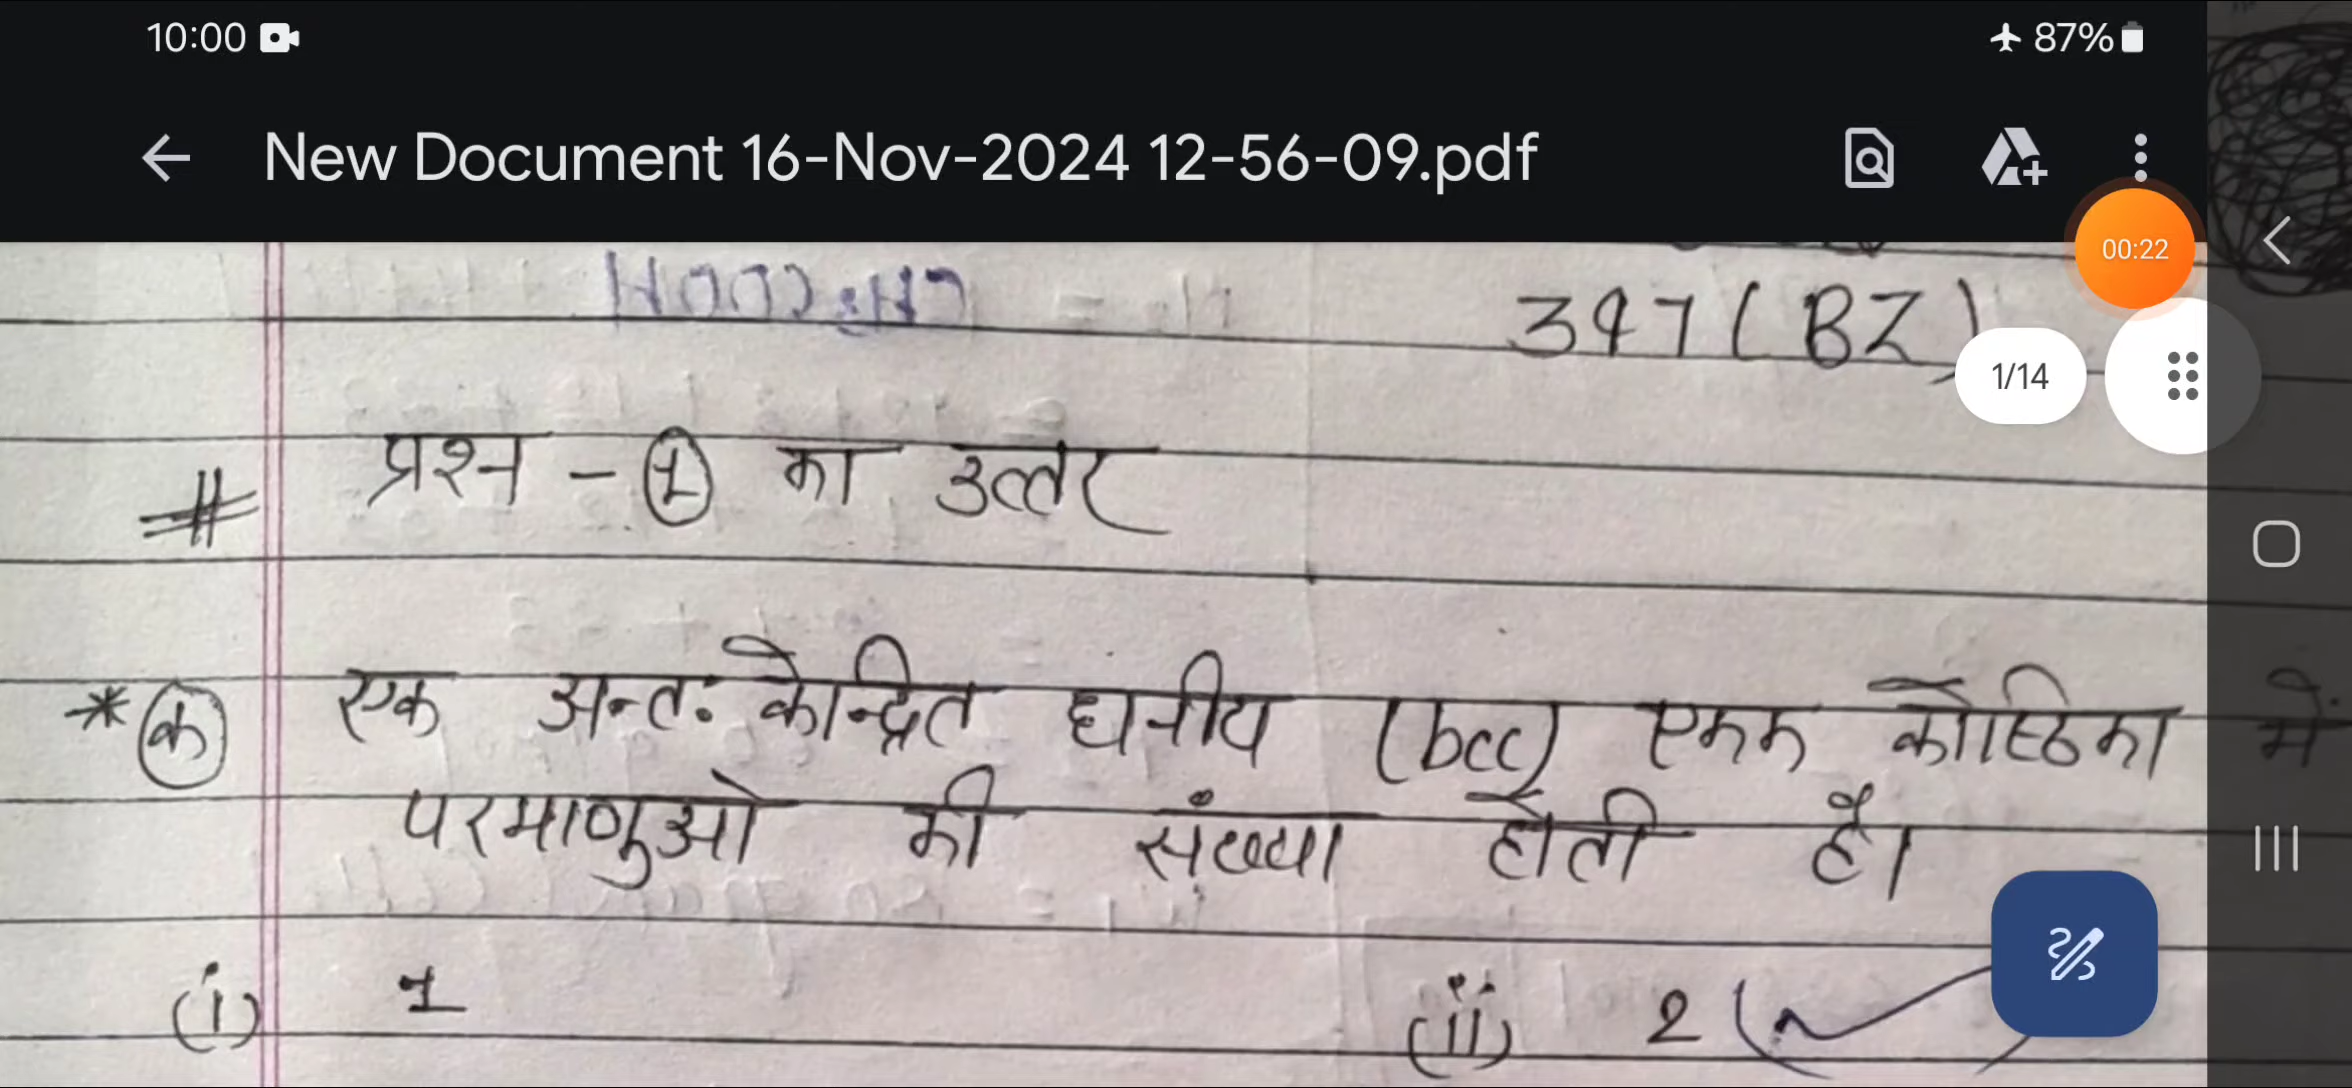 10:00
87%
New Document 16-Nov-2024 12-56-09.pdf
00:22
397 ( BZ )
1/14
# प्रश्न - (1) का उत्तर
* (क) एक अन्त: केन्द्रित घनीय (bcc) एकक कोष्ठिका में
परमाणुओ की संख्या होती है।
(i) 1 (ii) 2